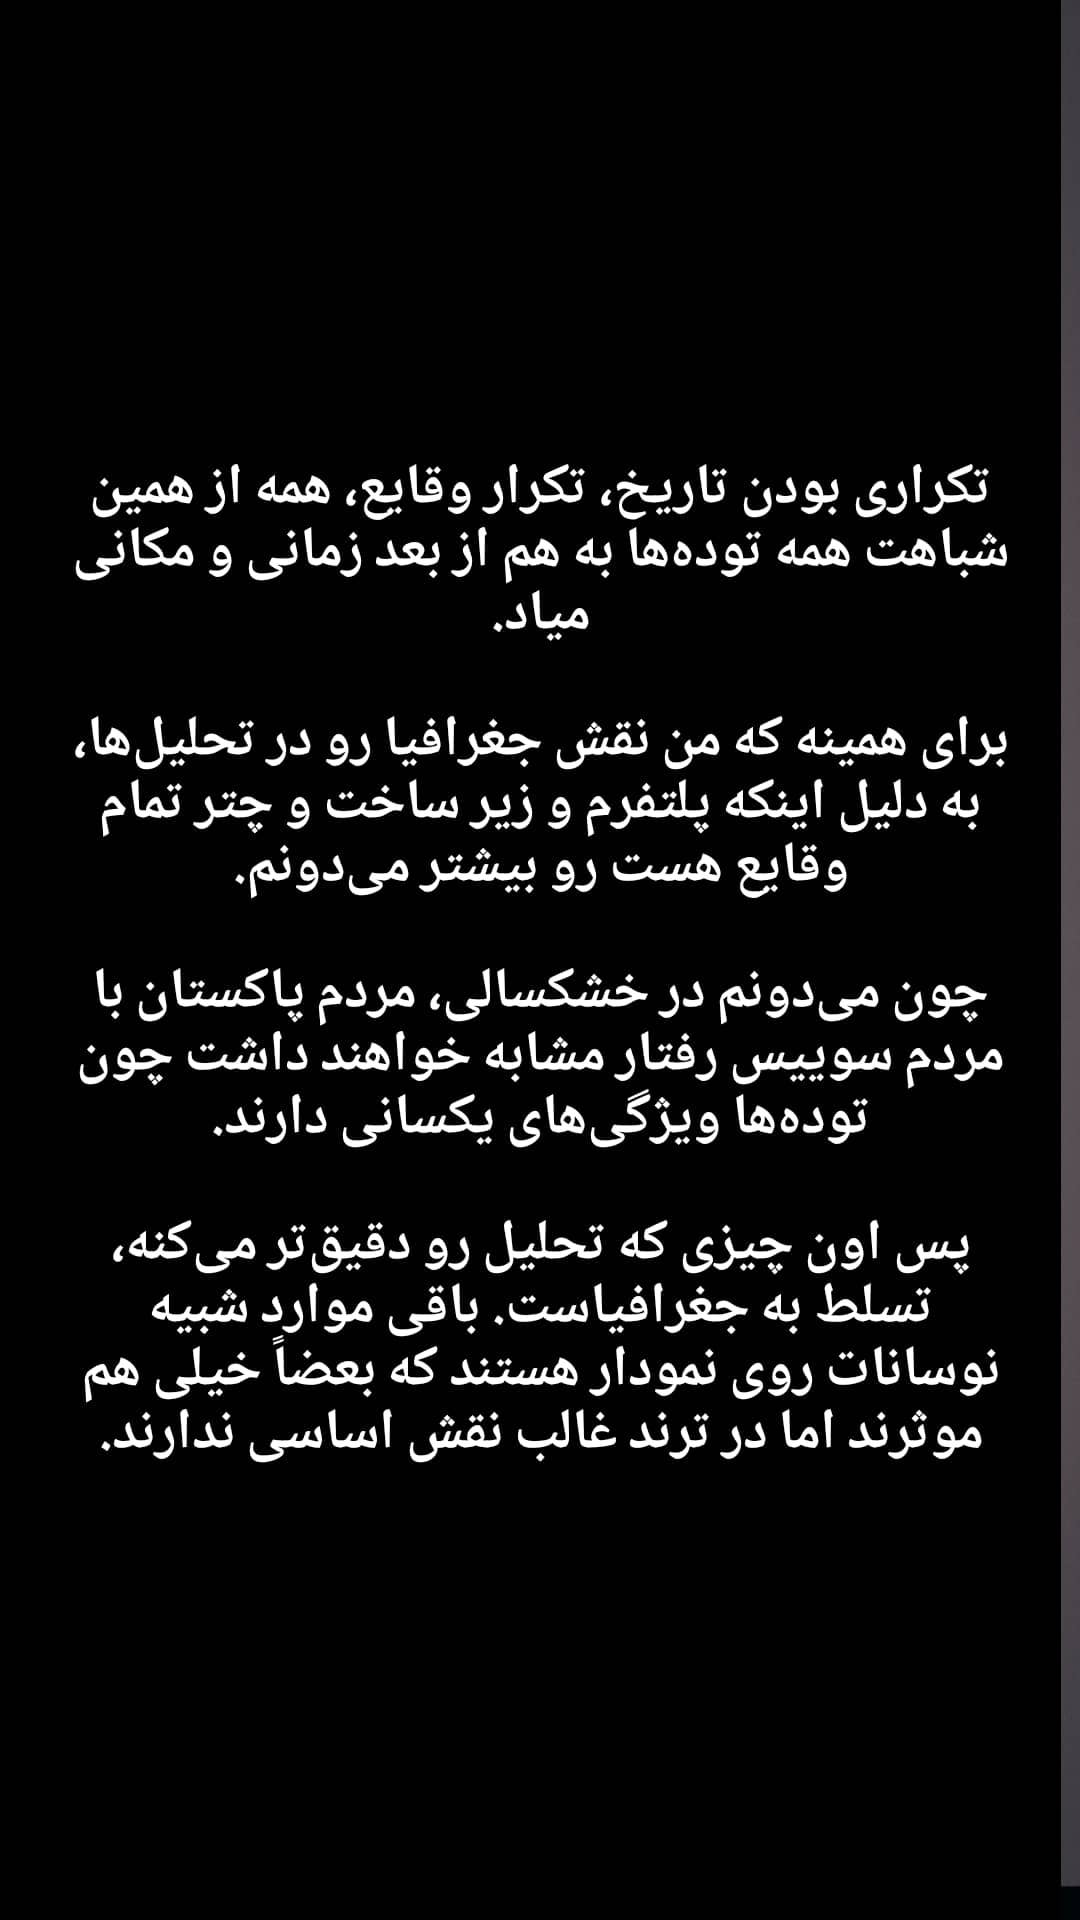 تکراری بودن تاریخ، تکرار وقایع، همه از همین
شباهت همه توده‌ها به هم از بعد زمانی و مکانی
میاد.
برای همینه که من نقش جغرافیا رو در تحلیل‌ها،
به دلیل اینکه پلتفرم و زیر ساخت و چتر تمام
وقایع هست رو بیشتر می‌دونم.
چون می‌دونم در خشکسالی، مردم پاکستان با
مردم سوییس رفتار مشابه خواهند داشت چون
توده‌ها ویژگی‌های یکسانی دارند.
پس اون چیزی که تحلیل رو دقیق‌تر می‌کنه،
تسلط به جغرافیاست. باقی موارد شبیه
نوسانات روی نمودار هستند که بعضاً خیلی هم
موثرند اما در ترند غالب نقش اساسی ندارند.